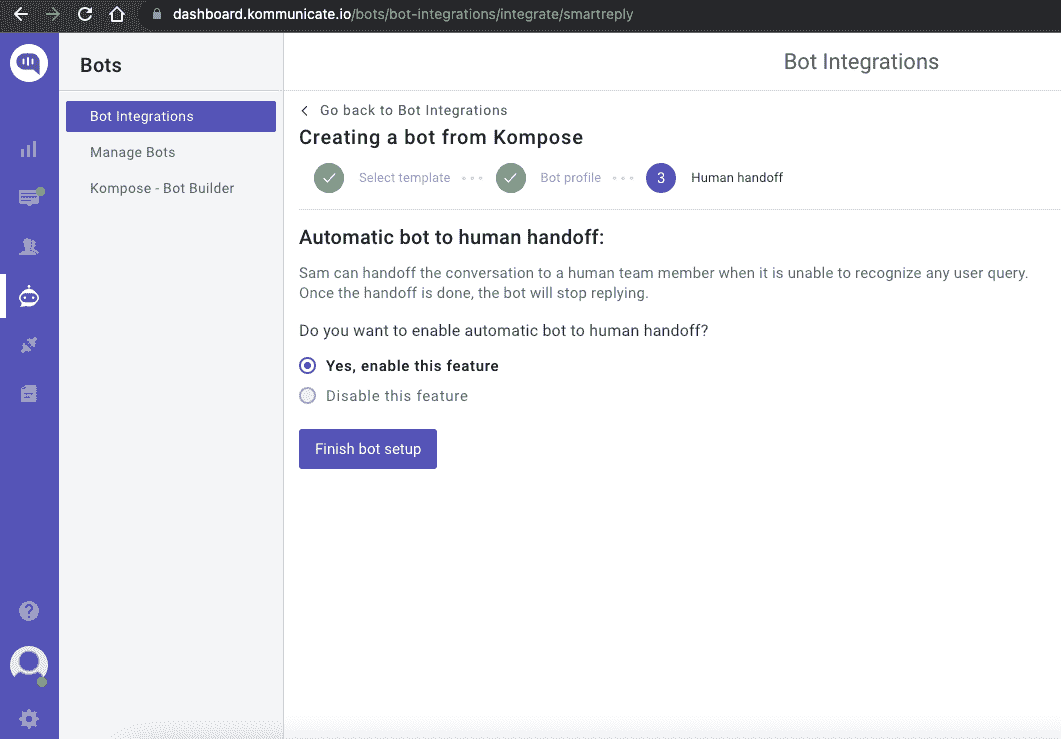 dashboard.kommunicate.io/bots/bot-integrations/integrate/smartreply
Bots
Bot Integrations
Bot Integrations
Manage Bots
Kompose - Bot Builder
Go back to Bot Integrations
Creating a bot from Kompose
Select template
Bot profile
3
Human handoff
Automatic bot to human handoff:
Sam can handoff the conversation to a human team member when it is unable to recognize any user query.
Once the handoff is done, the bot will stop replying.
Do you want to enable automatic bot to human handoff?
Yes, enable this feature
Disable this feature
Finish bot setup
?